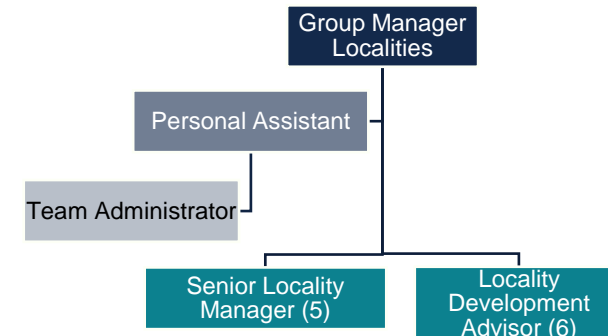 Group Manager
Localities
Personal Assistant
Team Administrator
Senior Locality
Manager (5)
Locality
Development
Advisor (6)